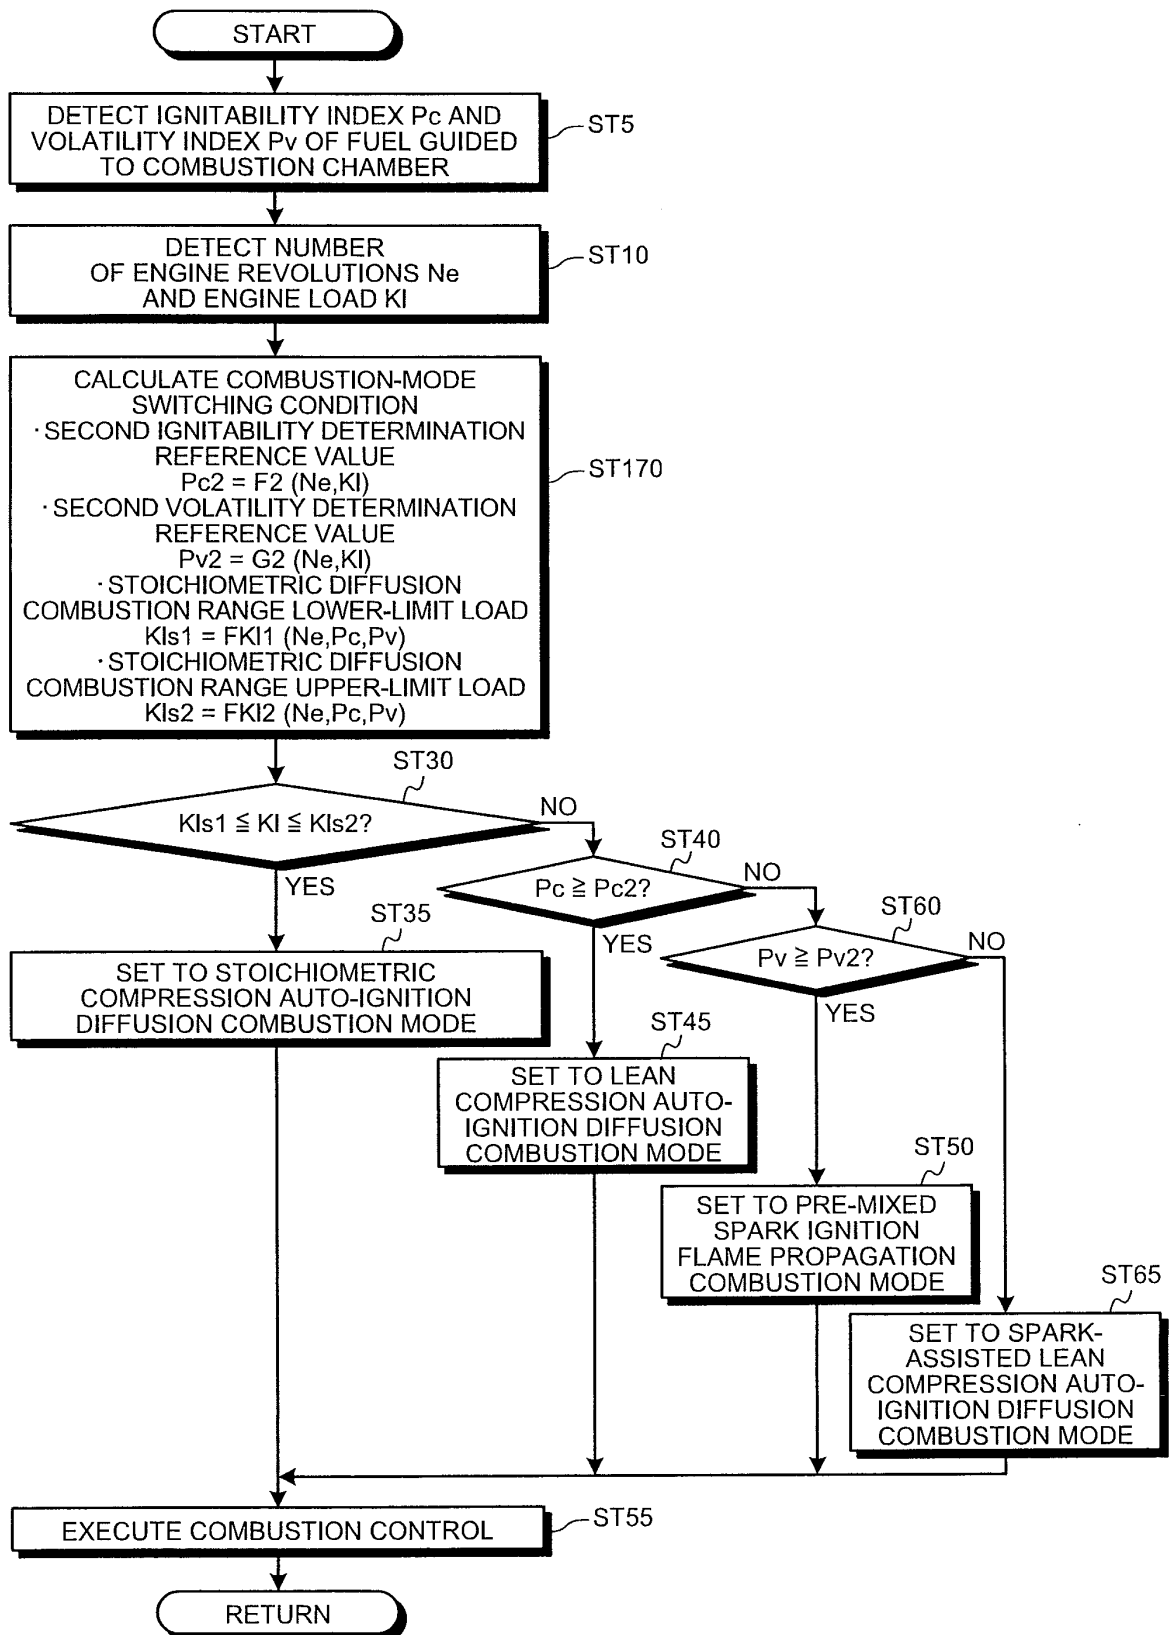 START
DETECT IGNITABILITY INDEX Pc AND
VOLATILITY INDEX Pv OF FUEL GUIDED
TO COMBUSTION CHAMBER
ST5
DETECT NUMBER
OF ENGINE REVOLUTIONS Ne
AND ENGINE LOAD Kl
ST10
CALCULATE COMBUSTION-MODE
SWITCHING CONDITION
·SECOND IGNITABILITY DETERMINATION
REFERENCE VALUE
Pc2 = F2 (Ne,Kl)
·SECOND VOLATILITY DETERMINATION
REFERENCE VALUE
Pv2 = G2 (Ne,Kl)
·STOICHIOMETRIC DIFFUSION
COMBUSTION RANGE LOWER-LIMIT LOAD
Kls1 = FKl1 (Ne,Pc,Pv)
·STOICHIOMETRIC DIFFUSION
COMBUSTION RANGE UPPER-LIMIT LOAD
Kls2 = FKl2 (Ne,Pc,Pv)
ST170
ST30
Kls1 ≦ Kl ≦ Kls2?
NO
YES
ST40
Pc ≧ Pc2?
NO
YES
ST60
Pv ≧ Pv2?
NO
YES
ST35
SET TO STOICHIOMETRIC
COMPRESSION AUTO-IGNITION
DIFFUSION COMBUSTION MODE
ST45
SET TO LEAN
COMPRESSION AUTO-
IGNITION DIFFUSION
COMBUSTION MODE
ST50
SET TO PRE-MIXED
SPARK IGNITION
FLAME PROPAGATION
COMBUSTION MODE
ST65
SET TO SPARK-
ASSISTED LEAN
COMPRESSION AUTO-
IGNITION DIFFUSION
COMBUSTION MODE
EXECUTE COMBUSTION CONTROL
ST55
RETURN